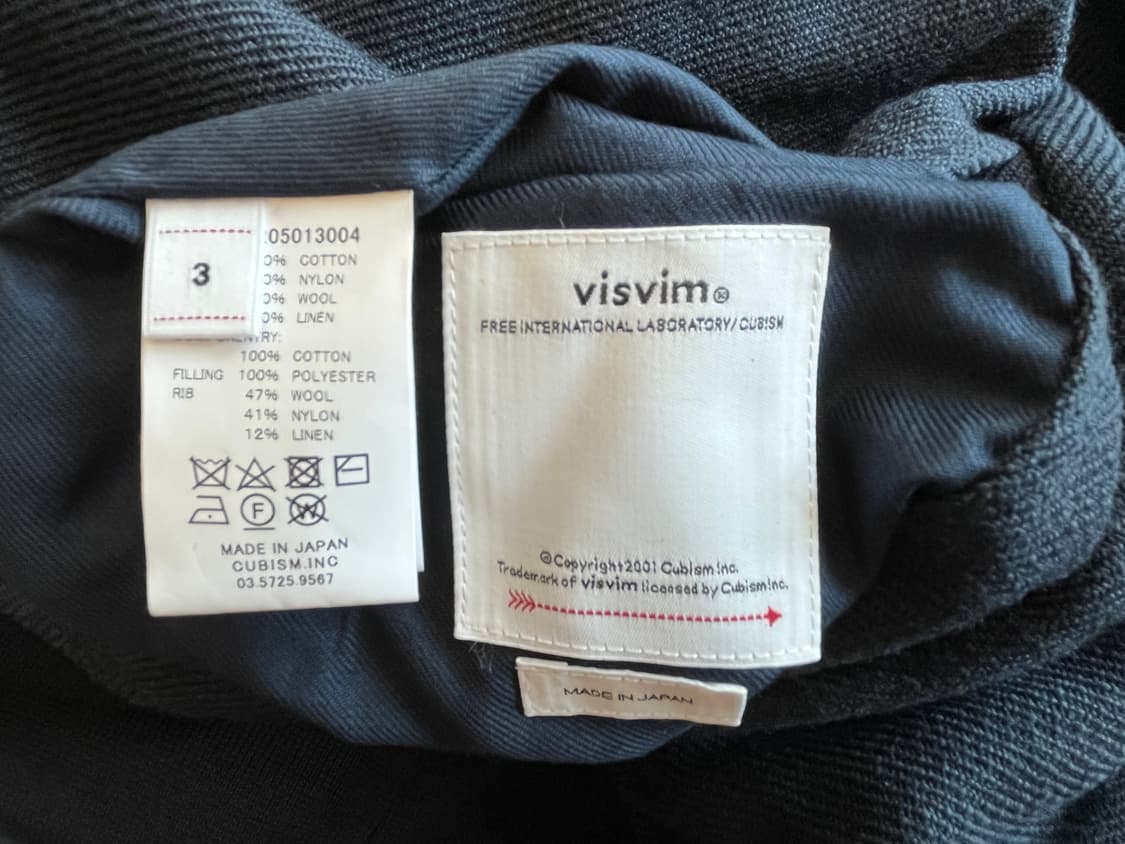 3
05013004
0% COTTON
0% NYLON
0% WOOL
0% LINEN
100% COTTON
FILLING 100% POLYESTER
RIB 47% WOOL
41% NYLON
12% LINEN
F
W
MADE IN JAPAN
CUBISM.INC
03.5725.9567
visvim®
FREE INTERNATIONAL LABORATORY/CUBISM
©Copyright2001 Cubism Inc.
Trademark of visvim licensed by Cubism Inc.
MADE IN JAPAN